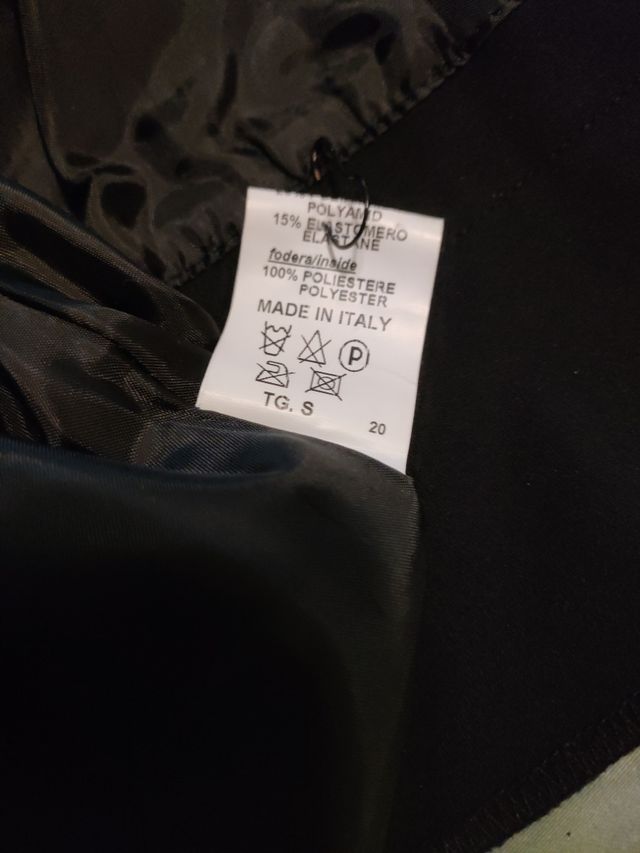 POLYAMID
15% ELASTOMERO
ELASTANE
fodera/inside
100% POLIESTERE
POLYESTER
MADE IN ITALY
P
TG. S
20